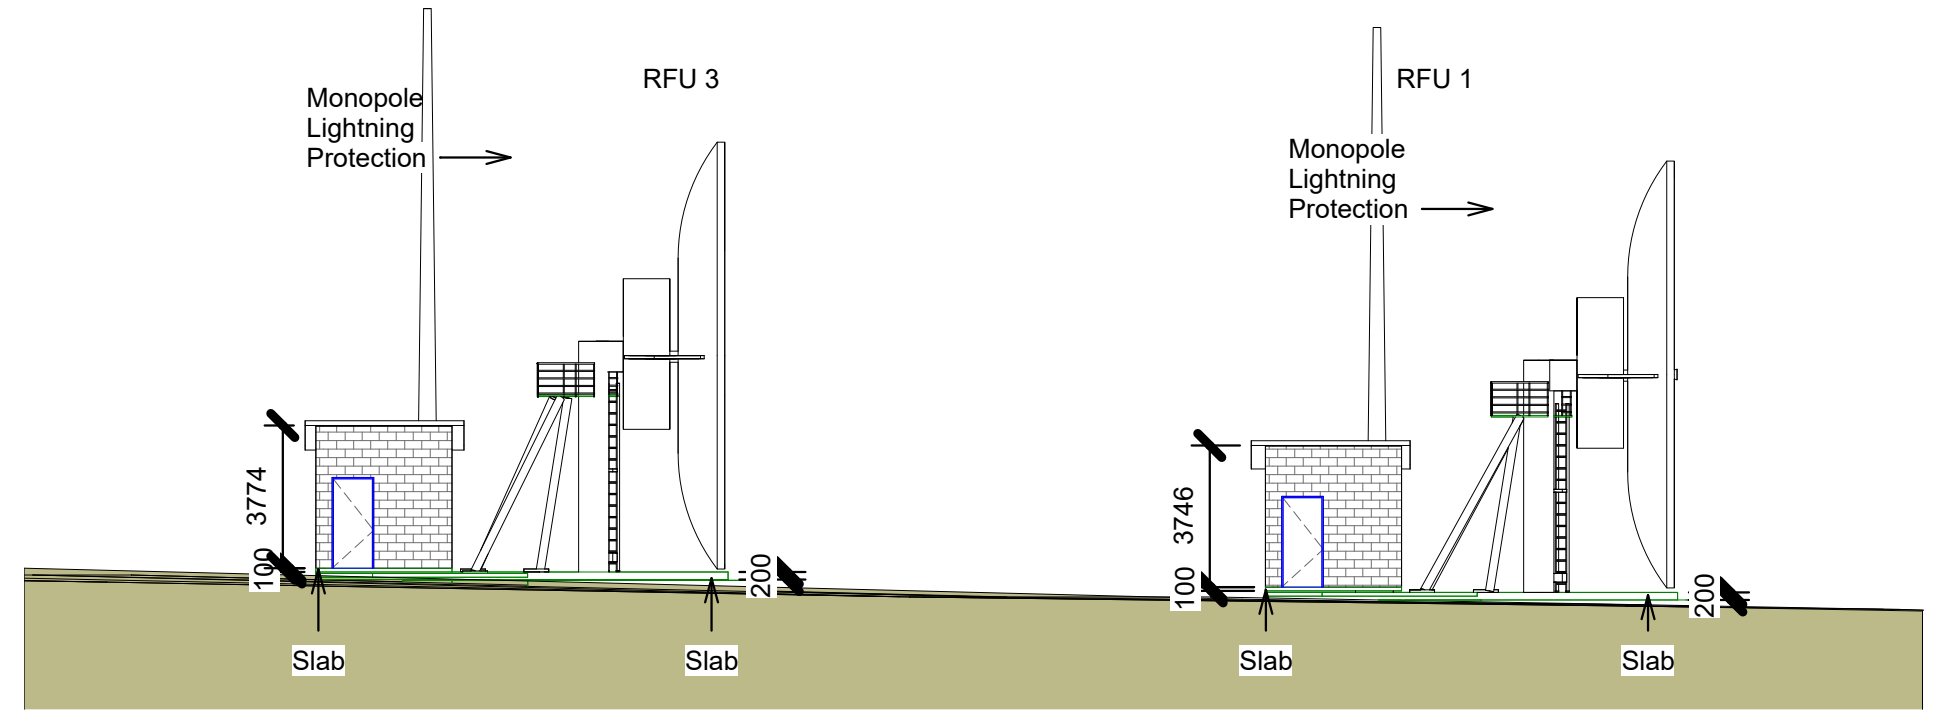 RFU 3
Monopole
Lightning
Protection
3774
100
200
Slab
Slab
RFU 1
Monopole
Lightning
Protection
3746
100
200
Slab
Slab